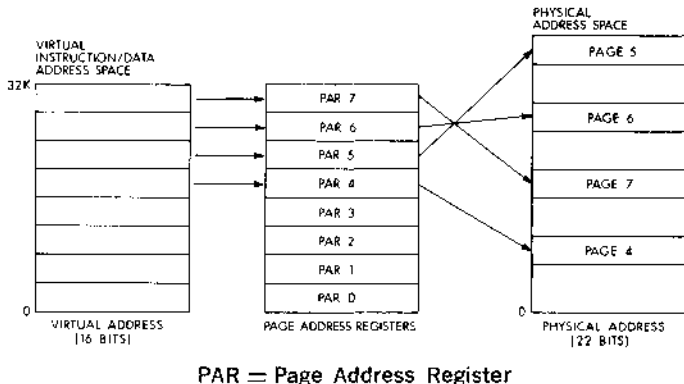 VIRTUAL
INSTRUCTION/DATA
ADDRESS SPACE
32K
0
VIRTUAL ADDRESS
(16 BITS)
PAR 7
PAR 6
PAR 5
PAR 4
PAR 3
PAR 2
PAR 1
PAR 0
PAGE ADDRESS REGISTERS
PHYSICAL
ADDRESS SPACE
PAGE 5
PAGE 6
PAGE 7
PAGE 4
0
PHYSICAL ADDRESS
(22 BITS)
PAR = Page Address Register